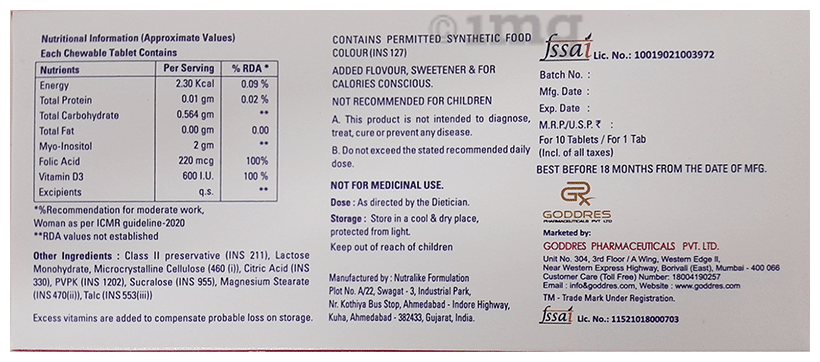 Nutritional Information (Approximate Values)
Each Chewable Tablet Contains
Nutrients Per Serving % RDA *
Energy 2.30 Kcal 0.09 %
Total Protein 0.01 gm 0.02 %
Total Carbohydrate 0.564 gm **
Total Fat 0.00 gm 0.00
Myo-Inositol 2 gm **
Folic Acid 220 mcg 100%
Vitamin D3 600 I.U. 100 %
Excipients q.s. **
*%Recommendation for moderate work,
Woman as per ICMR guideline-2020
**RDA values not established
Other Ingredients : Class II preservative (INS 211), Lactose
Monohydrate, Microcrystalline Cellulose (460 (i)), Citric Acid (INS
330), PVPK (INS 1202), Sucralose (INS 955), Magnesium Stearate
(INS 470(ii)), Talc (INS 553(iii))
Excess vitamins are added to compensate probable loss on storage.
©1mg
CONTAINS PERMITTED SYNTHETIC FOOD
COLOUR (INS 127)
ADDED FLOVOUR, SWEETENER & FOR
CALORIES CONSCIOUS.
NOT RECOMMENDED FOR CHILDREN
A. This product is not intended to diagnose,
treat, cure or prevent any disease.
B. Do not exceed the stated recommended daily
dose.
NOT FOR MEDICINAL USE.
Dose : As directed by the Dietician.
Storage : Store in a cool & dry place,
protected from light.
Keep out of reach of children
Manufactured by : Nutralike Formulation
Plot No. A/22, Swagat - 3, Industrial Park,
Nr. Kothiya Bus Stop, Ahmedabad - Indore Highway,
Kuha, Ahmedabad - 382433, Gujarat, India.
fssai Lic. No.: 10019021003972
Batch No. :
Mfg. Date :
Exp. Date :
M.R.P/U.S.P. ₹ :
For 10 Tablets / For 1 Tab
(Incl. of all taxes)
BEST BEFORE 18 MONTHS FROM THE DATE OF MFG.
GRx
GODDRES
PHARMACEUTICALS PVT. LTD.
Marketed by:
GODDRES PHARMACEUTICALS PVT. LTD.
Unit No. 304, 3rd Floor / A Wing, Western Edge II,
Near Western Express Highway, Borivali (East), Mumbai - 400 066
Customer Care (Toll Free) Number: 18004190257
Email : info@goddres.com, Website : www.goddres.com
TM - Trade Mark Under Registration.
fssai Lic. No.: 11521018000703